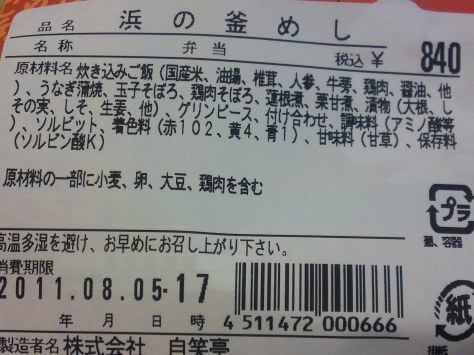 品名 浜の釜めし
名称 弁当 税込¥ 840
原材料名 炊き込みご飯(国産米、油揚、椎茸、人参、牛蒡、鶏肉、醤油、他
)、うなぎ蒲焼、玉子そぼろ、鶏肉そぼろ、蓮根煮、栗甘煮、漬物(大根、し
その実、しそ、生姜、他)、グリンピース、付け合わせ、調味料(アミノ酸等
)、ソルビット、着色料(赤102、黄4、青1)、甘味料(甘草)、保存料
(ソルビン酸K)
原材料の一部に小麦、卵、大豆、鶏肉を含む
プラ
蓋、容器
高温多湿を避け、お早めにお召し上がり下さい。
消費期限
2011.08.05-17
年 月 日 時
4 511472 000666
紙
製造者名 株式会社 自笑亭